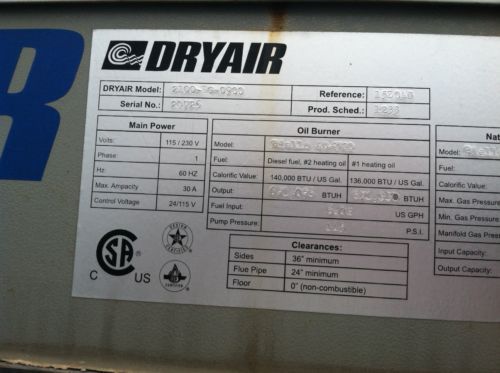 R
DRYAIR
DRYAIR Model:
Reference:
Serial No.:
Prod. Sched.:
Main Power
Volts: 115 / 230 V
Phase: 1
Hz: 60 HZ
Max. Ampacity 30 A
Control Voltage 24/115 V
Oil Burner
Model:
Fuel: Diesel fuel, #2 heating oil #1 heating oil
Calorific Value: 140,000 BTU / US Gal. 136,000 BTU / US Gal.
Output: BTUH BTUH
Fuel Input: US GPH
Pump Pressure: P.S.I.
Clearances:
Sides 36" minimum
Flue Pipe 24" minimum
Floor 0" (non-combustible)
Model:
Fuel:
Calorific Value:
Max. Gas Pressure
Min. Gas Pressure
Manifold Gas Pressure
Input Capacity:
Output Capacity:
CSA
C US